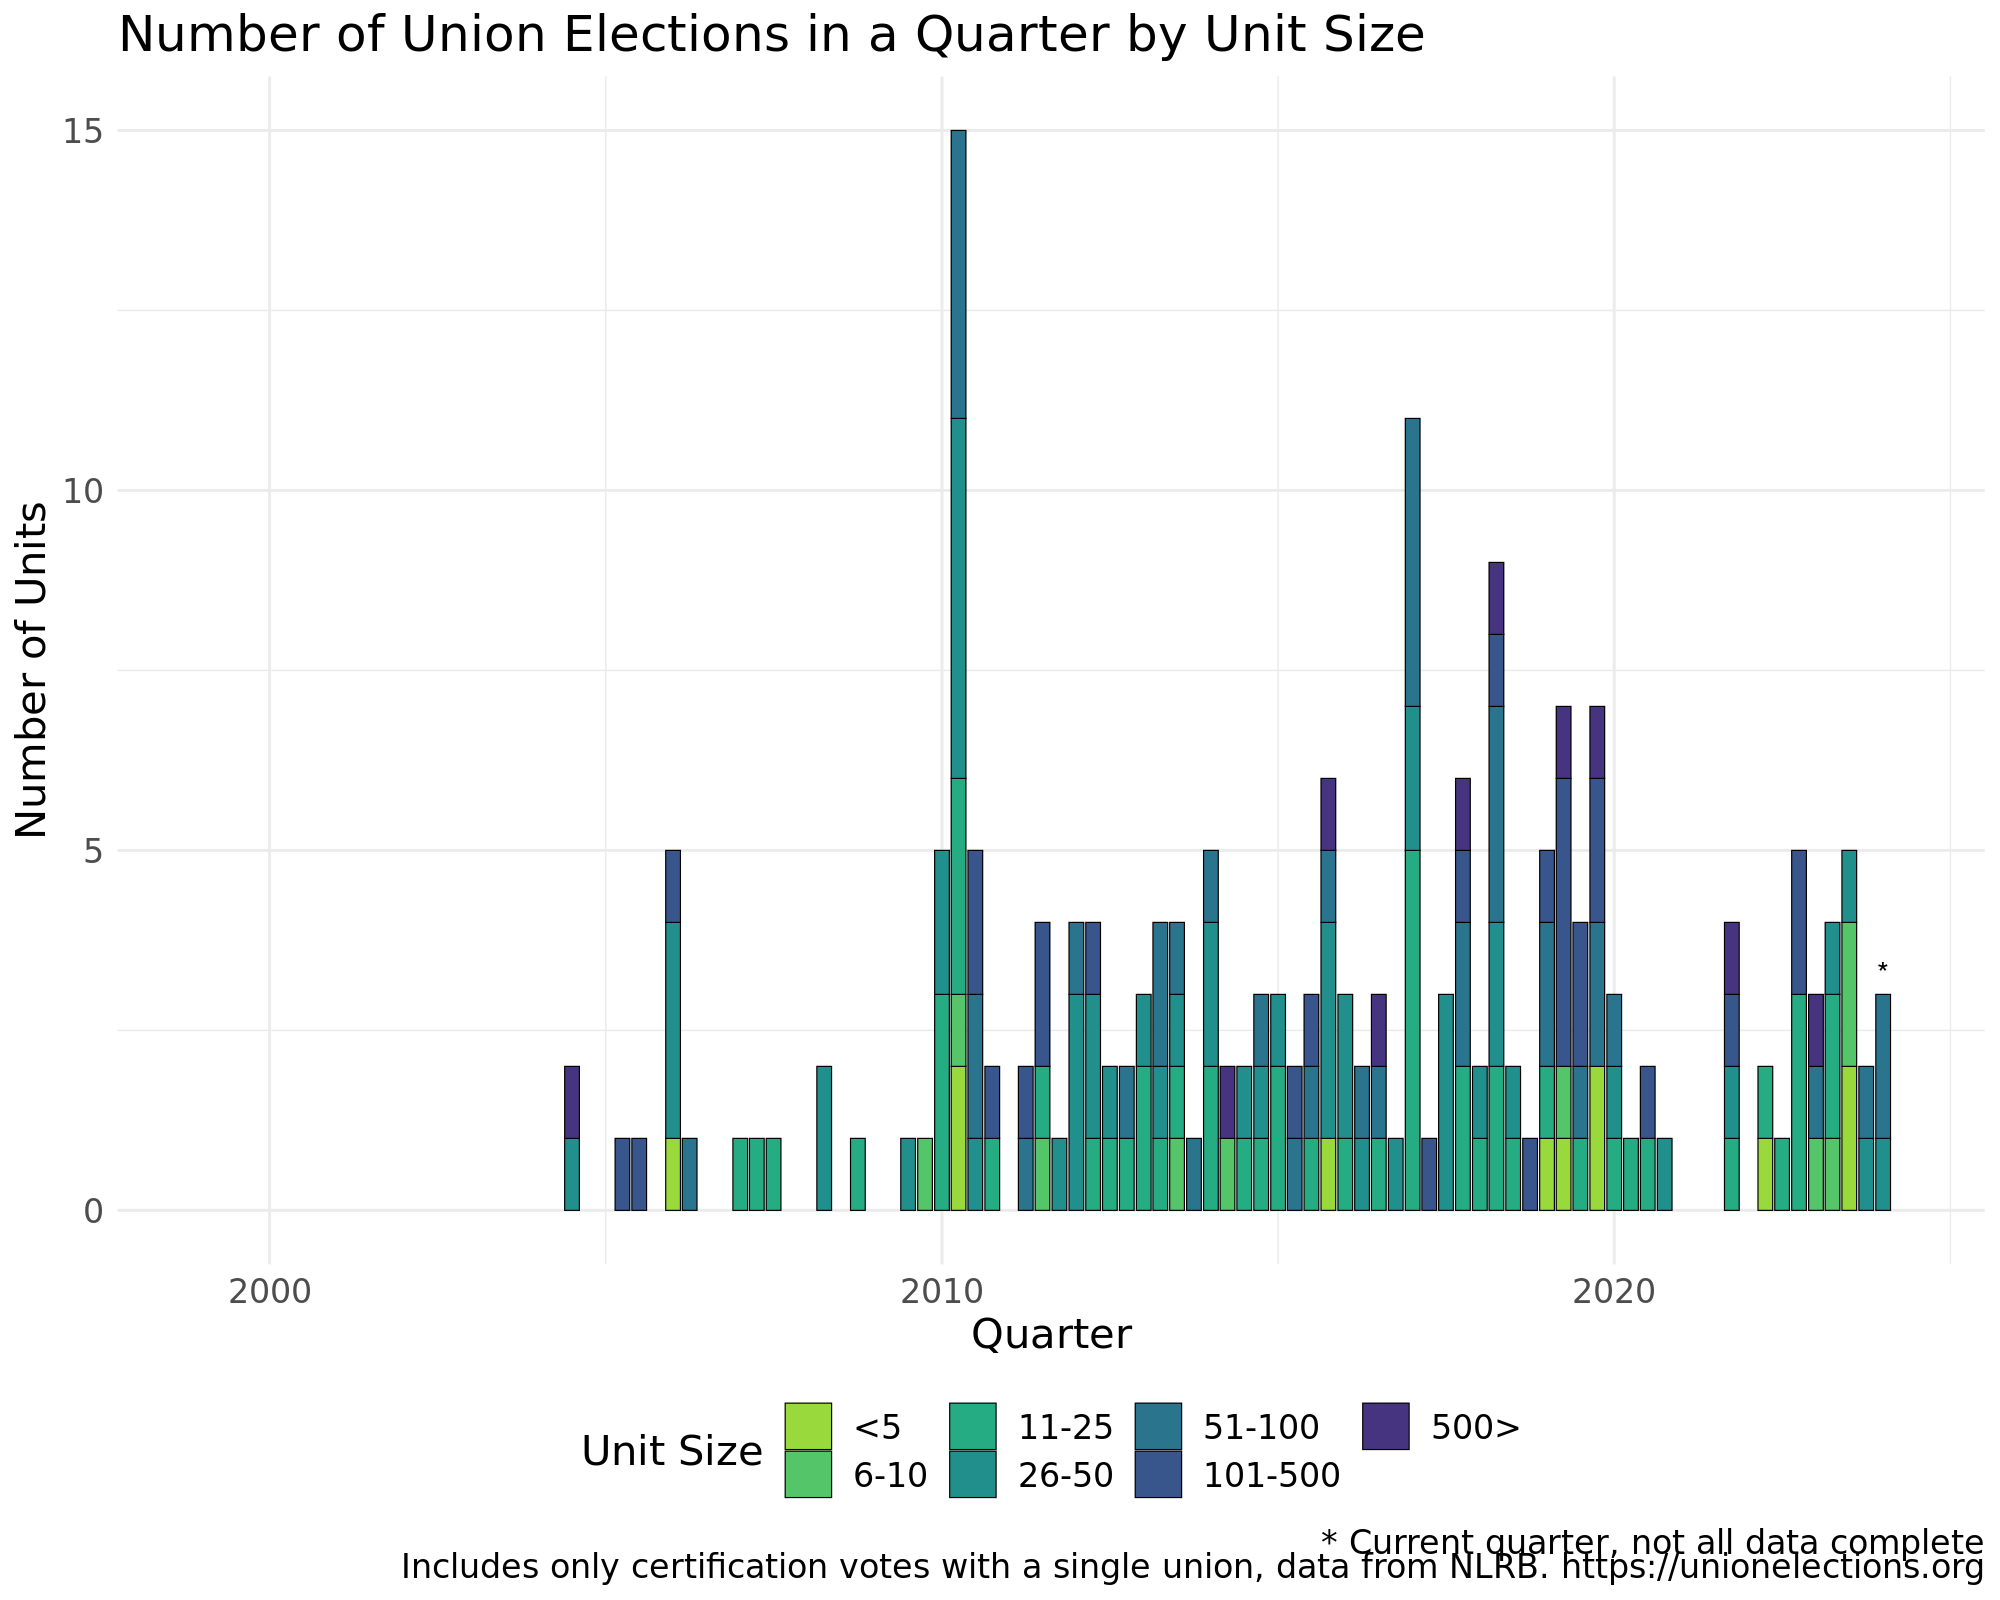 Number of Union Elections in a Quarter by Unit Size
15
10
5
0
Number of Units
*
2000 2010 2020
Quarter
Unit Size
<5 11-25 51-100 500>
6-10 26-50 101-500
* Current quarter, not all data complete
Includes only certification votes with a single union, data from NLRB. https://unionelections.org